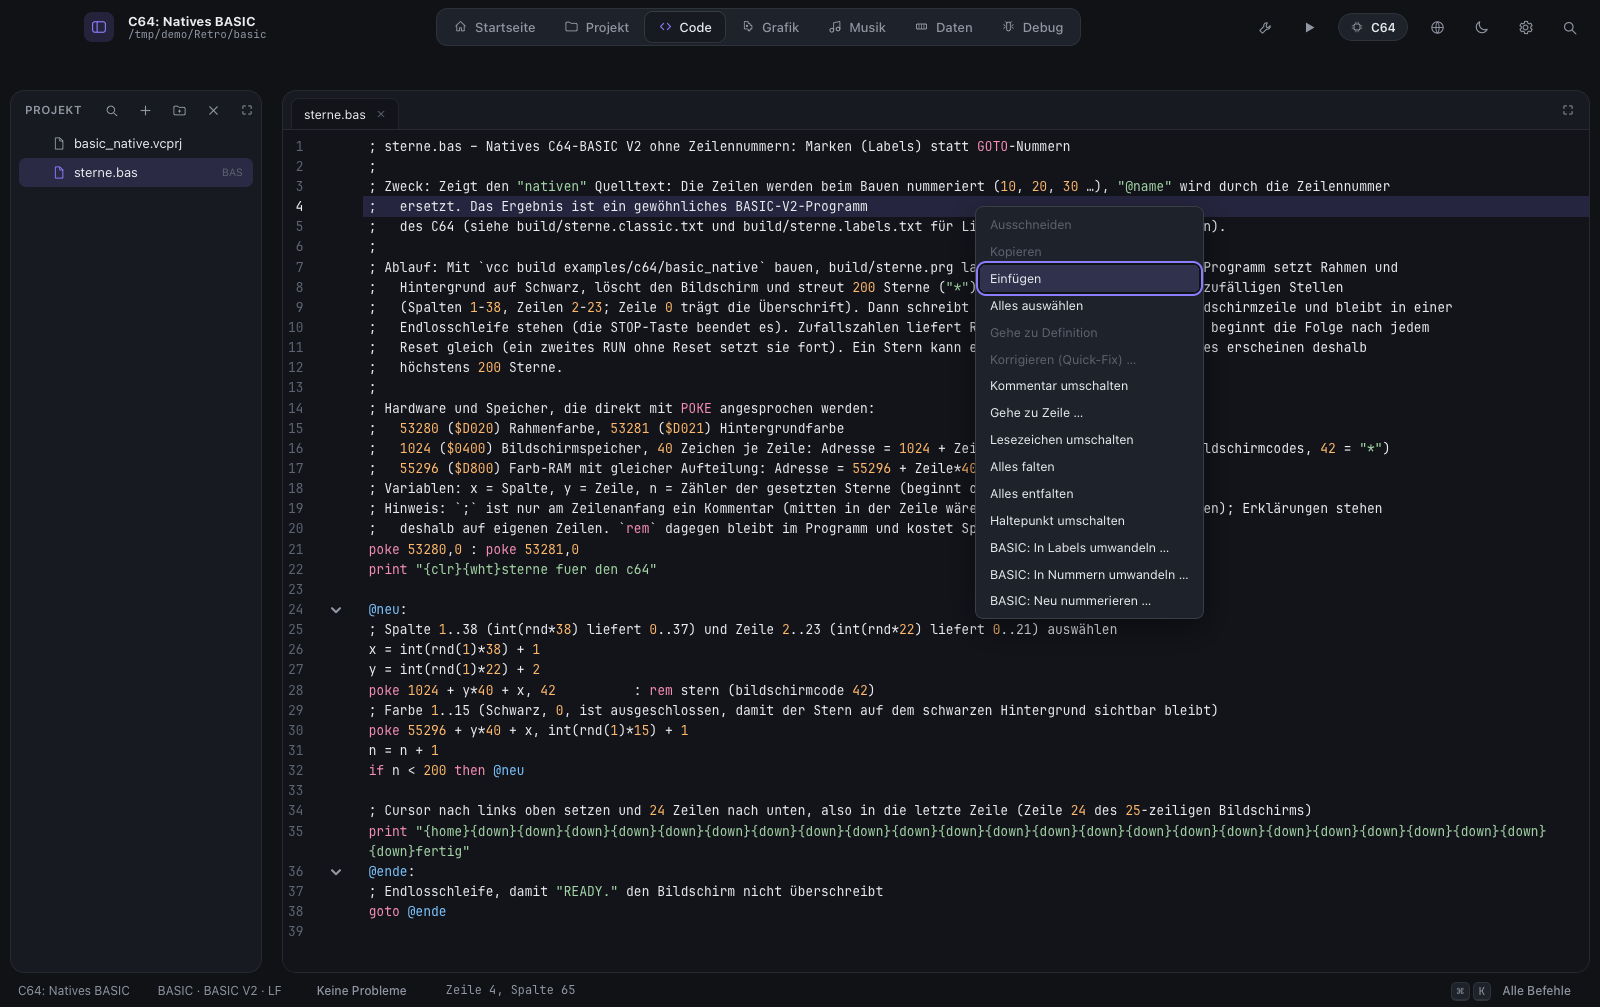 C64: Natives BASIC
/tmp/demo/Retro/basic
Startseite
Projekt
Code
Grafik
Musik
Daten
Debug
C64
PROJEKT
basic_native.vcprj
sterne.bas
BAS
sterne.bas
1 ; sterne.bas – Natives C64-BASIC V2 ohne Zeilennummern: Marken (Labels) statt GOTO-Nummern
2 ;
3 ; Zweck: Zeigt den "nativen" Quelltext: Die Zeilen werden beim Bauen nummeriert (10, 20, 30 …), "@name" wird durch die Zeilennummer
4 ;   ersetzt. Das Ergebnis ist ein gewöhnliches BASIC-V2-Programm
5 ;   des C64 (siehe build/sterne.classic.txt und build/sterne.labels.txt für Li n).
6 ;
7 ; Ablauf: Mit `vcc build examples/c64/basic_native` bauen, build/sterne.prg la Programm setzt Rahmen und
8 ;   Hintergrund auf Schwarz, löscht den Bildschirm und streut 200 Sterne ("*") zufälligen Stellen
9 ;   (Spalten 1-38, Zeilen 2-23; Zeile 0 trägt die Überschrift). Dann schreibt ldschirmzeile und bleibt in einer
10 ;   Endlosschleife stehen (die STOP-Taste beendet es). Zufallszahlen liefert R beginnt die Folge nach jedem
11 ;   Reset gleich (ein zweites RUN ohne Reset setzt sie fort). Ein Stern kann e es erscheinen deshalb
12 ;   höchstens 200 Sterne.
13 ;
14 ; Hardware und Speicher, die direkt mit POKE angesprochen werden:
15 ;   53280 ($D020) Rahmenfarbe, 53281 ($D021) Hintergrundfarbe
16 ;   1024 ($0400) Bildschirmspeicher, 40 Zeichen je Zeile: Adresse = 1024 + Zei ldschirmcodes, 42 = "*")
17 ;   55296 ($D800) Farb-RAM mit gleicher Aufteilung: Adresse = 55296 + Zeile*40
18 ; Variablen: x = Spalte, y = Zeile, n = Zähler der gesetzten Sterne (beginnt
19 ; Hinweis: `;` ist nur am Zeilenanfang ein Kommentar (mitten in der Zeile wäre en); Erklärungen stehen
20 ;   deshalb auf eigenen Zeilen. `rem` dagegen bleibt im Programm und kostet Sp
21 poke 53280,0 : poke 53281,0
22 print "{clr}{wht}sterne fuer den c64"
23
24 @neu:
25 ; Spalte 1..38 (int(rnd*38) liefert 0..37) und Zeile 2..23 (int(rnd*22) liefert 0..21) auswählen
26 x = int(rnd(1)*38) + 1
27 y = int(rnd(1)*22) + 2
28 poke 1024 + y*40 + x, 42          : rem stern (bildschirmcode 42)
29 ; Farbe 1..15 (Schwarz, 0, ist ausgeschlossen, damit der Stern auf dem schwarzen Hintergrund sichtbar bleibt)
30 poke 55296 + y*40 + x, int(rnd(1)*15) + 1
31 n = n + 1
32 if n < 200 then @neu
33
34 ; Cursor nach links oben setzen und 24 Zeilen nach unten, also in die letzte Zeile (Zeile 24 des 25-zeiligen Bildschirms)
35 print "{home}{down}{down}{down}{down}{down}{down}{down}{down}{down}{down}{down}{down}{down}{down}{down}{down}{down}{down}{down}{down}{down}{down}{down}
{down}fertig"
36 @ende:
37 ; Endlosschleife, damit "READY." den Bildschirm nicht überschreibt
38 goto @ende
39
Ausschneiden
Kopieren
Einfügen
Alles auswählen
Gehe zu Definition
Korrigieren (Quick-Fix) ...
Kommentar umschalten
Gehe zu Zeile ...
Lesezeichen umschalten
Alles falten
Alles entfalten
Haltepunkt umschalten
BASIC: In Labels umwandeln ...
BASIC: In Nummern umwandeln ...
BASIC: Neu nummerieren ...
C64: Natives BASIC
BASIC · BASIC V2 · LF
Keine Probleme
Zeile 4, Spalte 65
⌘ K Alle Befehle